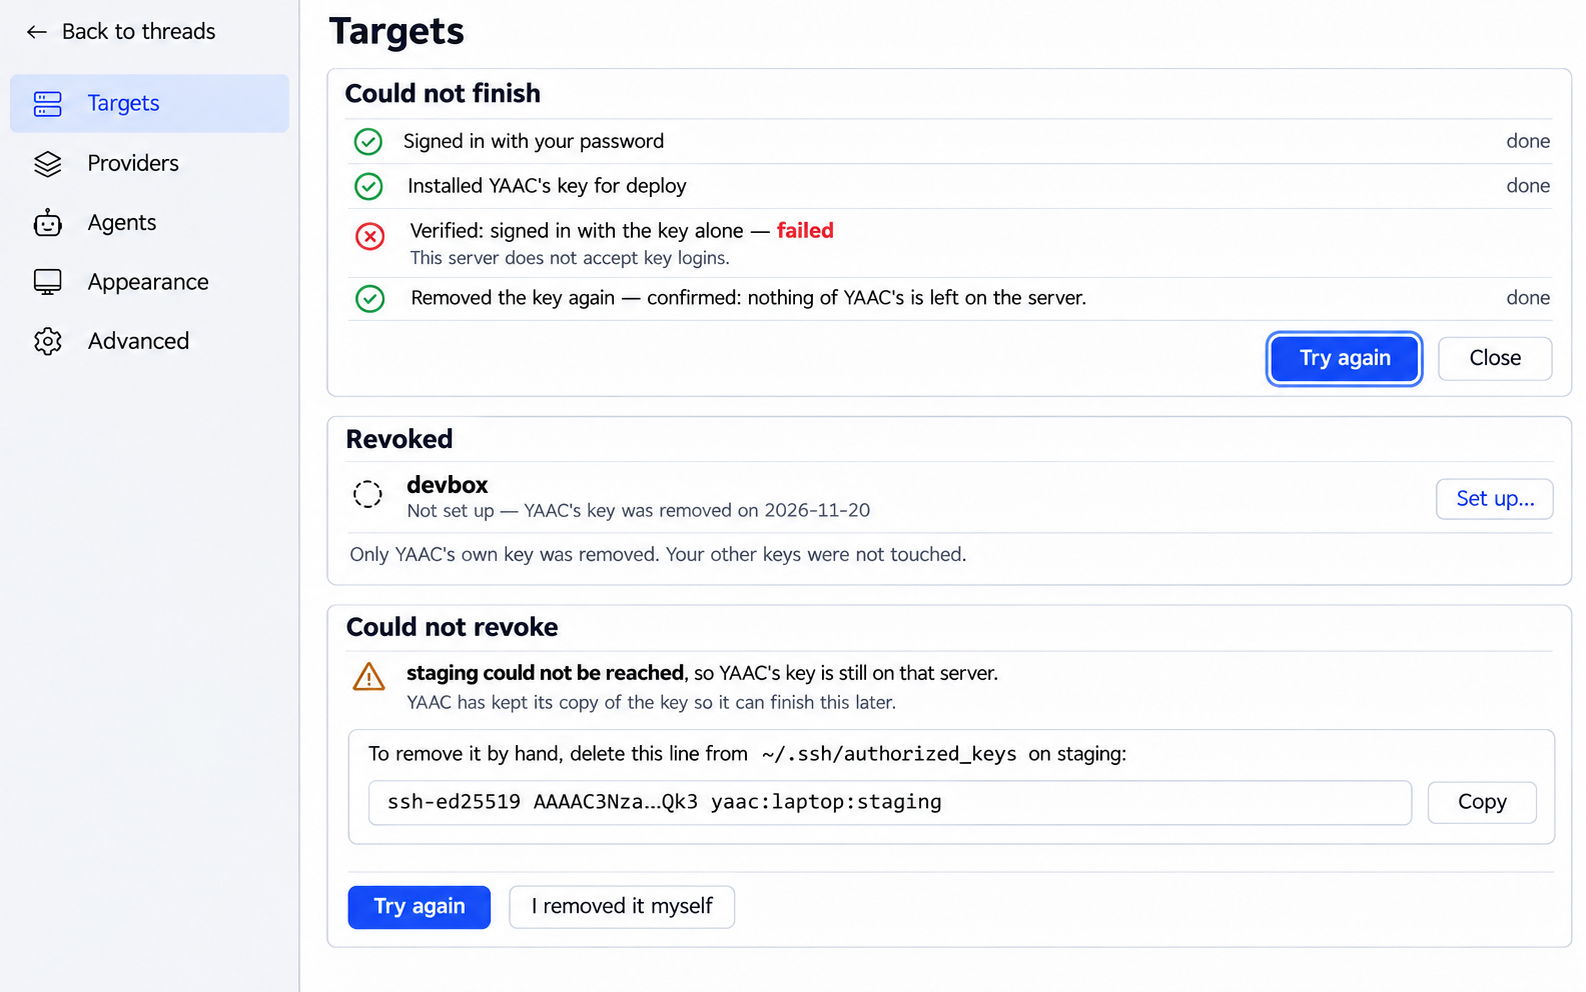 Back to threads
Targets
Providers
Agents
Appearance
Advanced
Targets
Could not finish
Signed in with your password done
Installed YAAC's key for deploy done
Verified: signed in with the key alone — failed
This server does not accept key logins.
Removed the key again — confirmed: nothing of YAAC's is left on the server. done
Try again Close
Revoked
devbox
Not set up — YAAC's key was removed on 2026-11-20
Set up...
Only YAAC's own key was removed. Your other keys were not touched.
Could not revoke
staging could not be reached, so YAAC's key is still on that server.
YAAC has kept its copy of the key so it can finish this later.
To remove it by hand, delete this line from ~/.ssh/authorized_keys on staging:
ssh-ed25519 AAAAC3Nza...Qk3 yaac:laptop:staging Copy
Try again I removed it myself